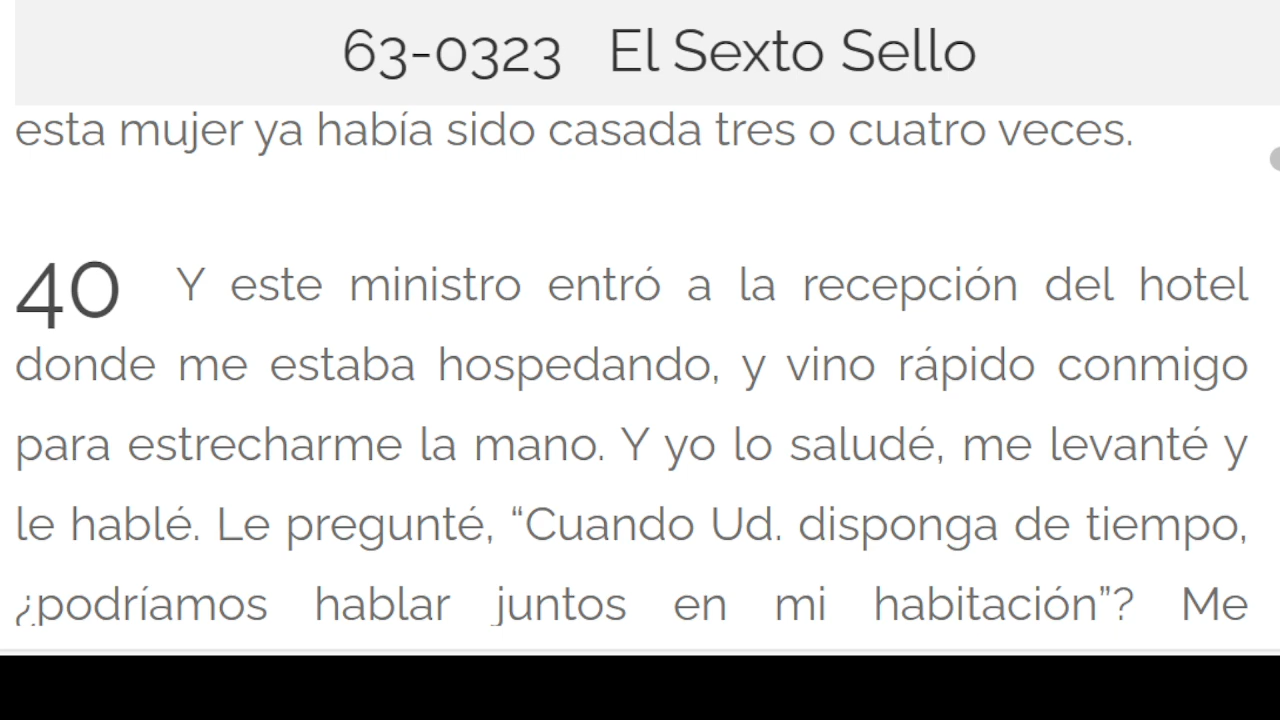 63-0323 El Sexto Sello
esta mujer ya había sido casada tres o cuatro veces.
40 Y este ministro entró a la recepción del hotel
donde me estaba hospedando, y vino rápido conmigo
para estrecharme la mano. Y yo lo saludé, me levanté y
le hablé. Le pregunté, “Cuando Ud. disponga de tiempo,
¿podríamos hablar juntos en mi habitación”? Me